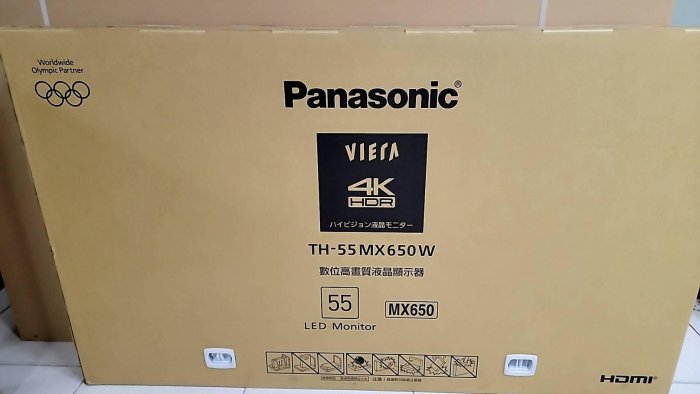 Worldwide
Olympic Partner
Panasonic®
VIERA
4K
HDR
ハイビジョン液晶モニター
TH-55MX650W
數位高畫質液晶顯示器
55
MX650
LED Monitor
HDMI